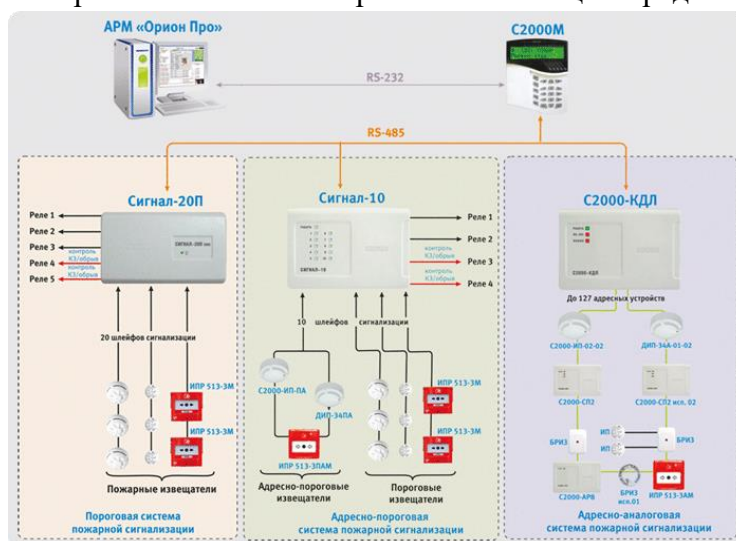 АРМ «Орион Про»
С2000М
RS-232
RS-485
Сигнал-20П
Реле 1
Реле 2
Реле 3
Реле 4
Реле 5
контроль
КЗ/обрыв
контроль
КЗ/обрыв
20 шлейфов сигнализации
ИПР 513-3М
ИПР 513-3М
Пожарные извещатели
Пороговая система
пожарной сигнализации
Сигнал-10
СИГНАЛ-10
Реле 1
Реле 2
Реле 3
Реле 4
контроль
КЗ/обрыв
контроль
КЗ/обрыв
10 шлейфов сигнализации
С2000-ИП-ПА
ДИП-34ПА
ИПР 513-3ПАМ
ИПР 513-3М
ИПР 513-3М
Адресно-пороговые
извещатели
Пороговые
извещатели
Адресно-пороговая
система пожарной сигнализации
С2000-КДЛ
С2000-КДЛ
До 127 адресных устройств
С2000-ИП-02-02
ДИП-34А-01-02
С2000-СП2
С2000-СП2 исп. 02
БРИЗ
ИП
ИП
БРИЗ
С2000-АР8
БРИЗ
исп.01
ИПР 513-3АМ
Адресно-аналоговая
система пожарной сигнализации